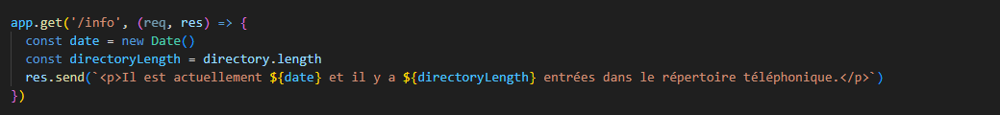 app.get('/info', (req, res) => {
  const date = new Date()
  const directoryLength = directory.length
  res.send(`<p>Il est actuellement ${date} et il y a ${directoryLength} entrées dans le répertoire téléphonique.</p>`)
})